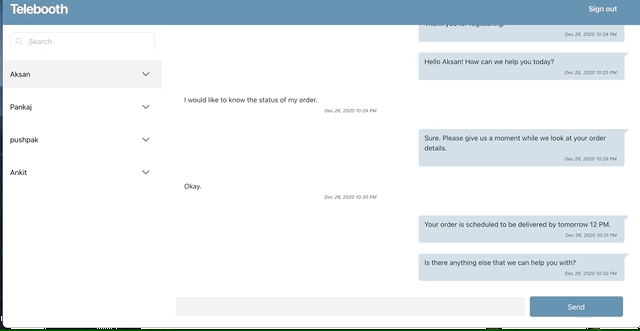 Telebooth
Sign out
Search
Aksan
Pankaj
pushpak
Ankit
Thank you for registering!
Dec 26, 2020 10:24 PM
Hello Aksan! How can we help you today?
Dec 26, 2020 10:25 PM
I would like to know the status of my order.
Dec 26, 2020 10:29 PM
Sure. Please give us a moment while we look at your order
details.
Dec 26, 2020 10:29 PM
Okay.
Dec 26, 2020 10:30 PM
Your order is scheduled to be delivered by tomorrow 12 PM.
Dec 26, 2020 10:31 PM
Is there anything else that we can help you with?
Dec 26, 2020 10:32 PM
Send